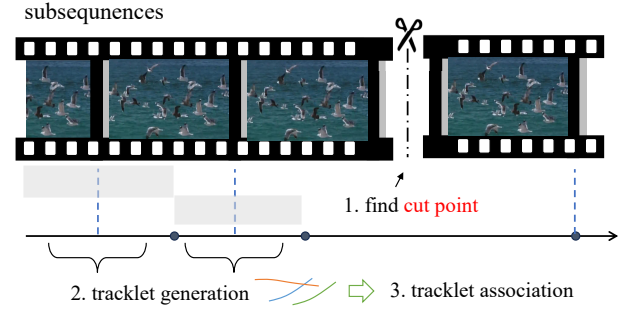 subsequnences
1. find cut point
2. tracklet generation
3. tracklet association